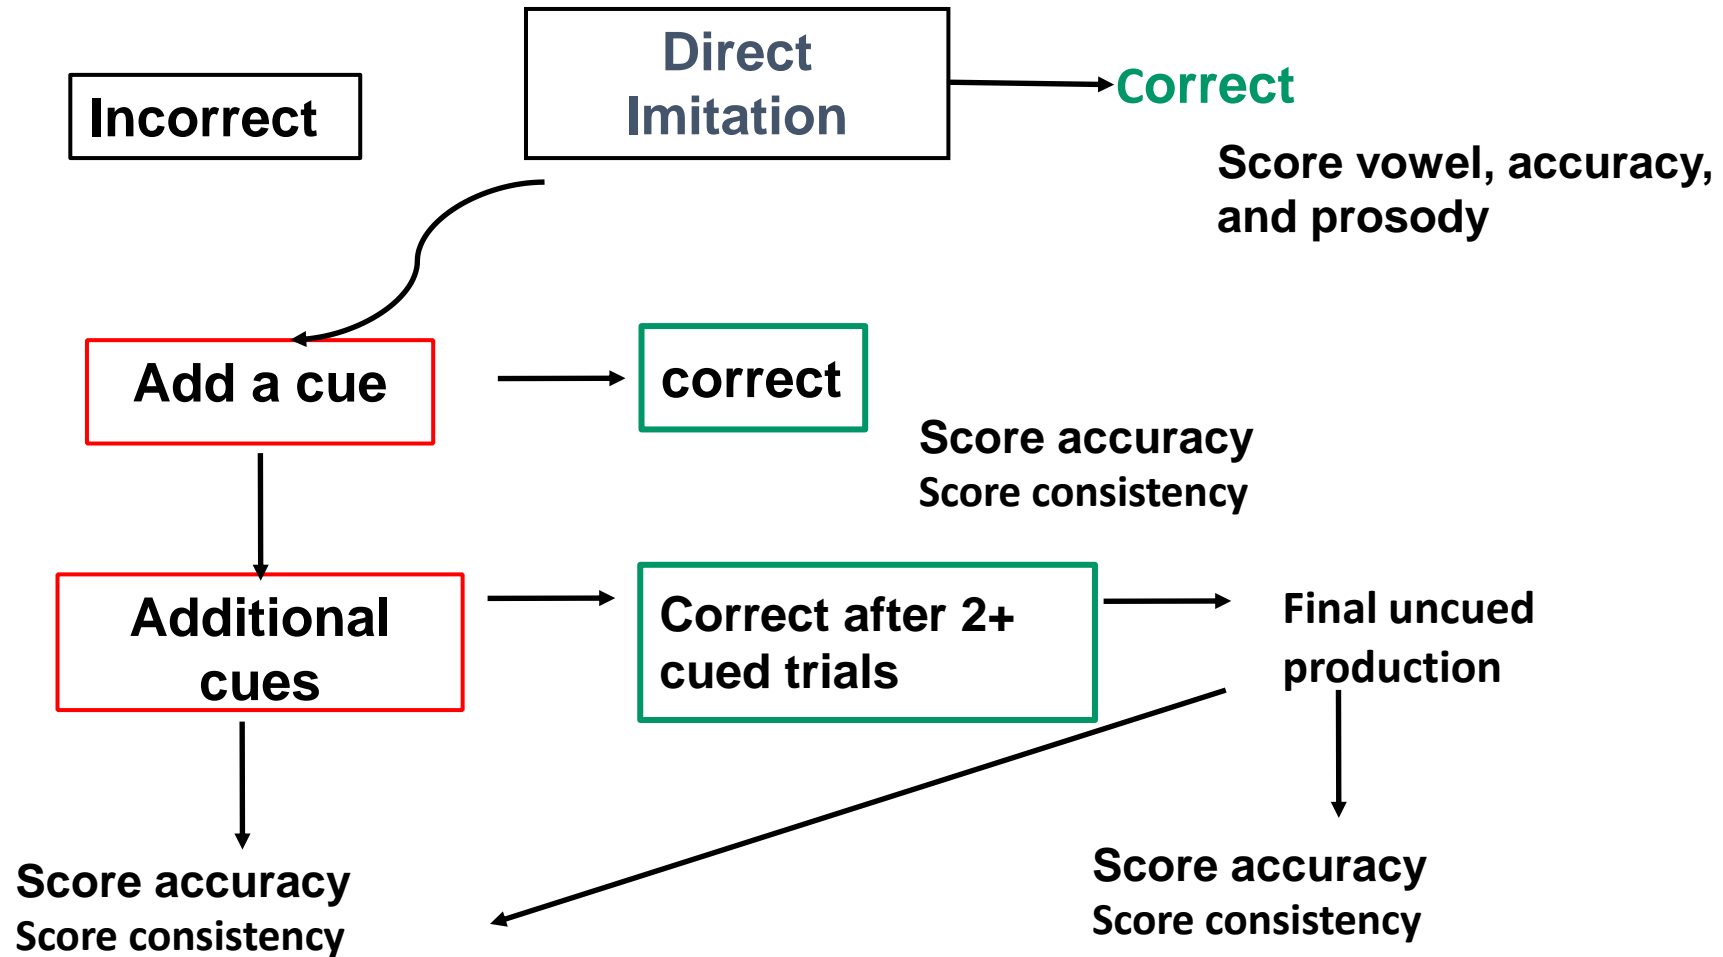 Direct
Imitation
Correct
Incorrect
Score vowel, accuracy,
and prosody
Add a cue
correct
Score accuracy
Score consistency
Additional
cues
Correct after 2+
cued trials
Final uncued
production
Score accuracy
Score consistency
Score accuracy
Score consistency